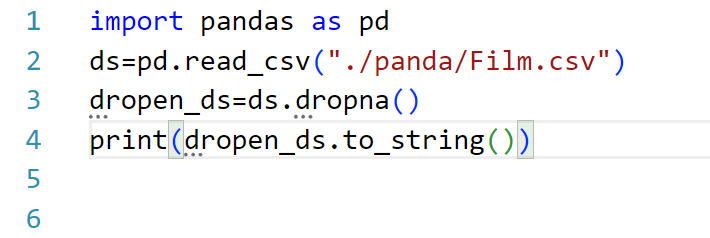 1 import pandas as pd
2 ds=pd.read_csv("./panda/Film.csv")
3 dropen_ds=ds.dropna()
4 print(dropen_ds.to_string())
5
6